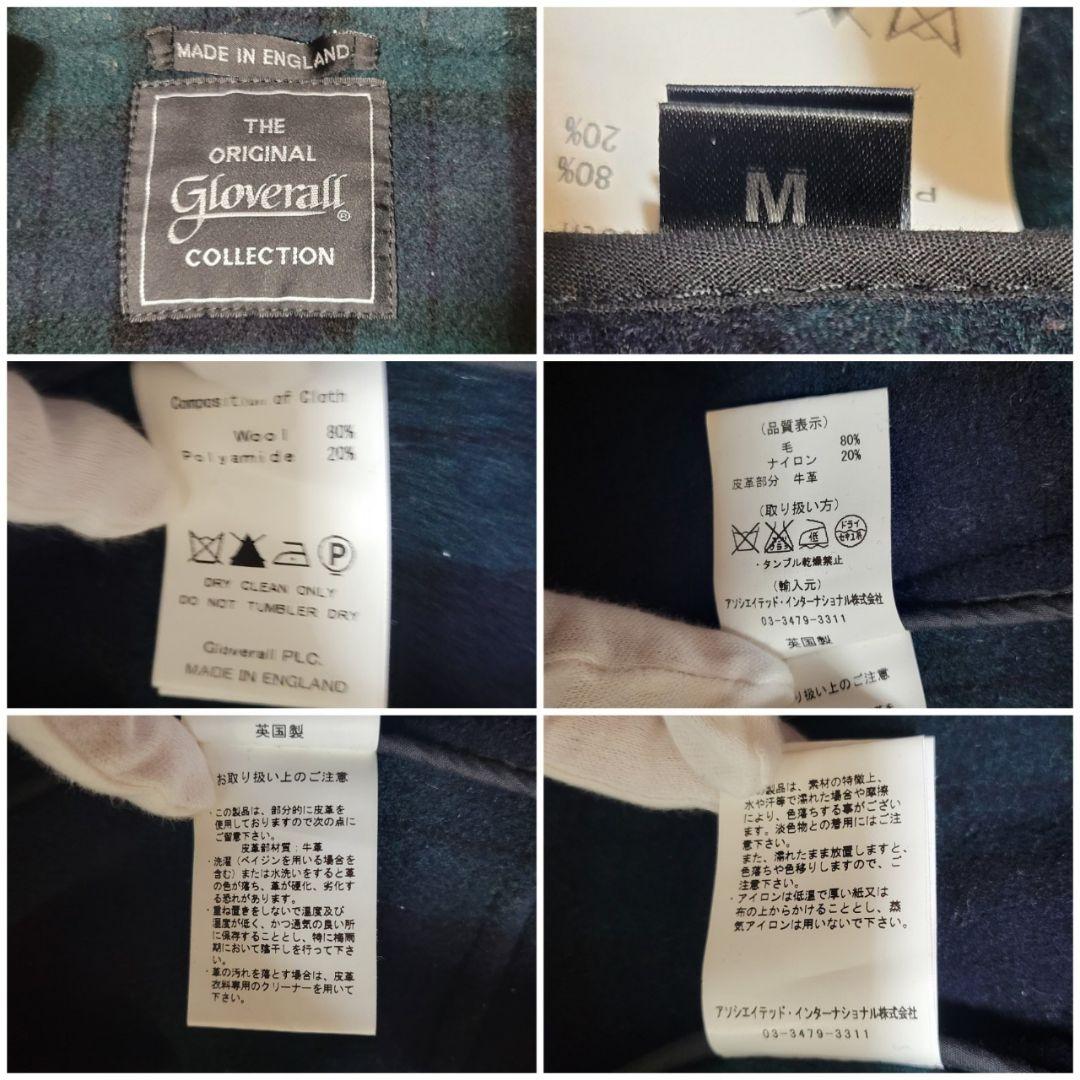 MADE IN ENGLAND
THE
ORIGINAL
Gloverall®
COLLECTION
20%
80%
P
M
Composition of Cloth
Wool 80%
Polyamide 20%
P
DRY CLEAN ONLY
DO NOT TUMBLER DRY
Gloverall PLC.
MADE IN ENGLAND
(品質表示)
毛 80%
ナイロン 20%
皮革部分 牛革
(取り扱い方)
低
ドライ
セキユ系
・タンブル乾燥禁止
(輸入元)
アソシエイテッド・インターナショナル株式会社
03-3479-3311
英国製
り扱い上のご注意
英国製
お取り扱い上のご注意
・この製品は、部分的に皮革を
使用しておりますので次の点に
ご留意下さい。
皮革部材質:牛革
・洗濯(ベイジンを用いる場合を
含む)または水洗いをすると革
の色が落ち、革が硬化、劣化す
る恐れがあります。
・重ね置きをしないで温度及び
湿度が低く、かつ通気の良い所
に保存することとし、特に梅雨
期において陰干しを行って下さ
い。
・革の汚れを落とす場合は、皮革
衣料専用のクリーナーを用いて
下さい。
の製品は、素材の特徴上、
水や汗等で濡れた場合や摩擦
により、色落ちする事がござい
ます。淡色物との着用にはご注
意下さい。
また、濡れたまま放置しますと、
色落ちや色移りしますので、ご
注意下さい。
・アイロンは低温で厚い紙又は
布の上からかけることとし、蒸
気アイロンは用いないで下さい。
アソシエイテッド・インターナショナル株式会社
03-3479-3311